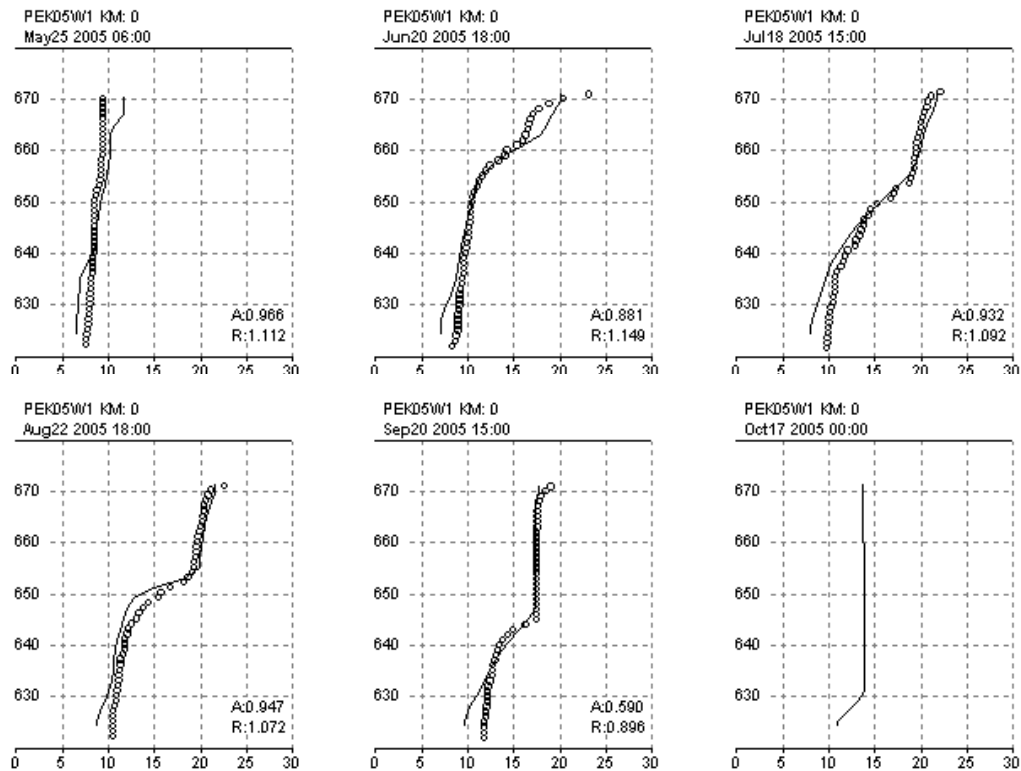 PEK05W1 KM: 0
May25 2005 06:00
670
660
650
640
630
A:0.966
R:1.112
0 5 10 15 20 25 30
PEK05W1 KM: 0
Jun20 2005 18:00
670
660
650
640
630
A:0.881
R:1.149
0 5 10 15 20 25 30
PEK05W1 KM: 0
Jul18 2005 15:00
670
660
650
640
630
A:0.932
R:1.092
0 5 10 15 20 25 30
PEK05W1 KM: 0
Aug22 2005 18:00
670
660
650
640
630
A:0.947
R:1.072
0 5 10 15 20 25 30
PEK05W1 KM: 0
Sep20 2005 15:00
670
660
650
640
630
A:0.590
R:0.896
0 5 10 15 20 25 30
PEK05W1 KM: 0
Oct17 2005 00:00
670
660
650
640
630
0 5 10 15 20 25 30